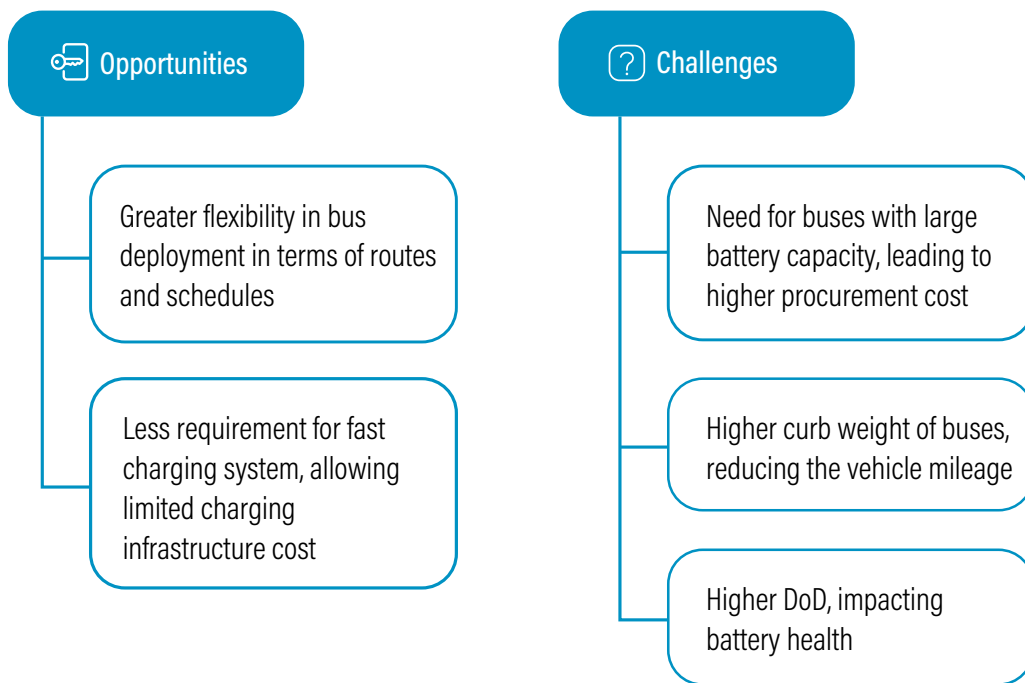 Opportunities
Greater flexibility in bus
deployment in terms of routes
and schedules
Less requirement for fast
charging system, allowing
limited charging
infrastructure cost
Challenges
Need for buses with large
battery capacity, leading to
higher procurement cost
Higher curb weight of buses,
reducing the vehicle mileage
Higher DoD, impacting
battery health